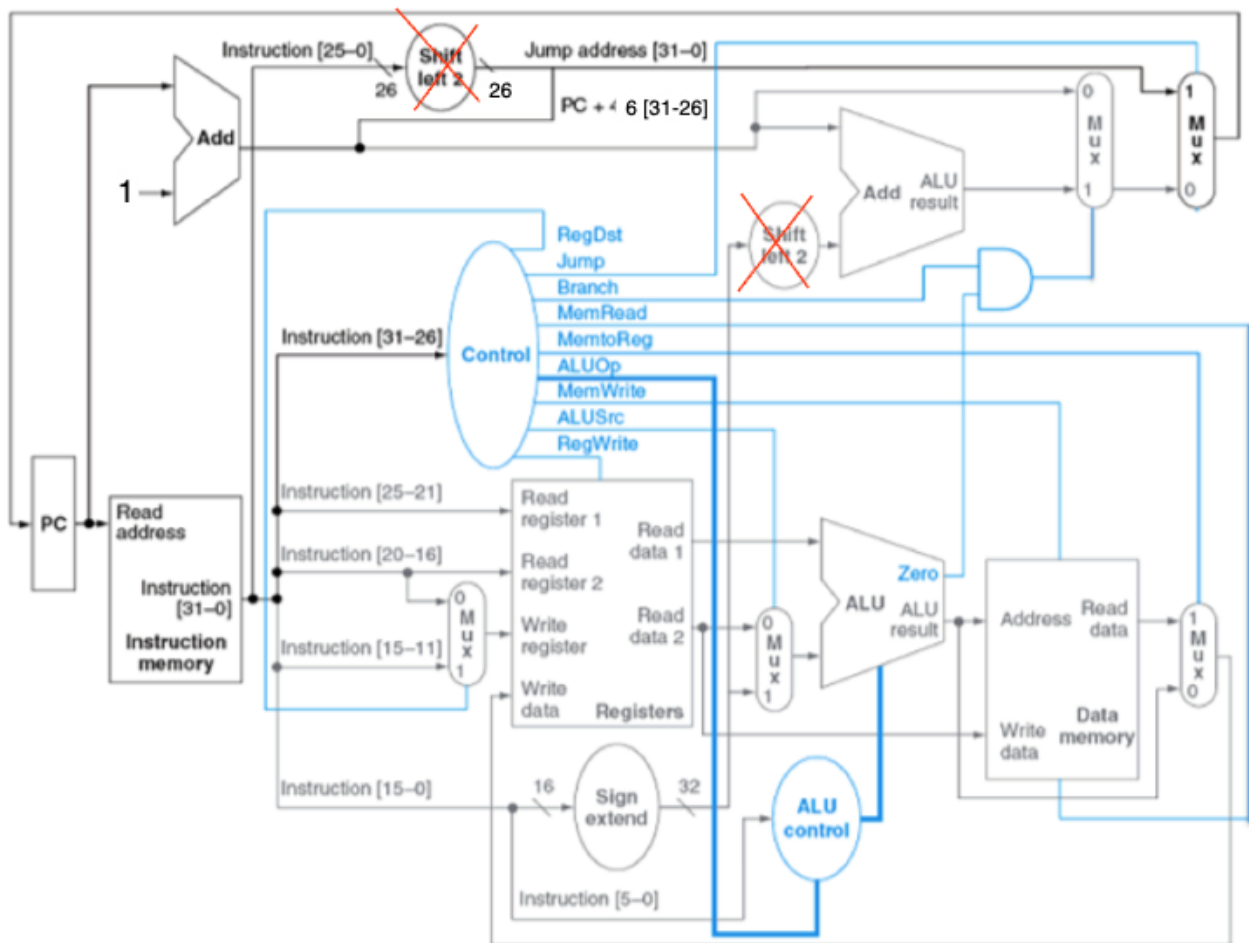 Instruction [25–0]
Shift
left 2
Jump address [31–0]
26
26
PC + 4 6 [31-26]
Add
1
0
M
u
x
1
1
M
u
x
0
Add
ALU
result
Shift
left 2
RegDst
Jump
Branch
MemRead
MemtoReg
ALUOp
MemWrite
ALUSrc
RegWrite
Instruction [31–26]
Control
PC
Read
address
Instruction
[31–0]
Instruction
memory
Instruction [25–21]
Instruction [20–16]
Instruction [15–11]
0
M
u
x
1
Read
register 1
Read
register 2
Write
register
Write
data
Read
data 1
Read
data 2
Registers
0
M
u
x
1
Zero
ALU
ALU
result
Address
Read
data
Write
data
Data
memory
1
M
u
x
0
Instruction [15–0]
16
Sign
extend
32
ALU
control
Instruction [5–0]